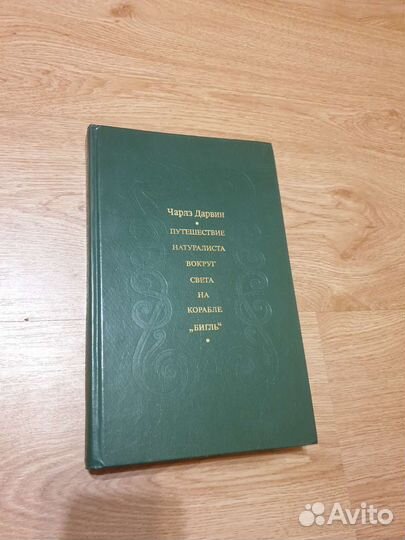 Чарлз Дарвин
ПУТЕШЕСТВИЕ
НАТУРАЛИСТА
ВОКРУГ
СВЕТА
НА
КОРАБЛЕ
„БИГЛЬ“
Avito